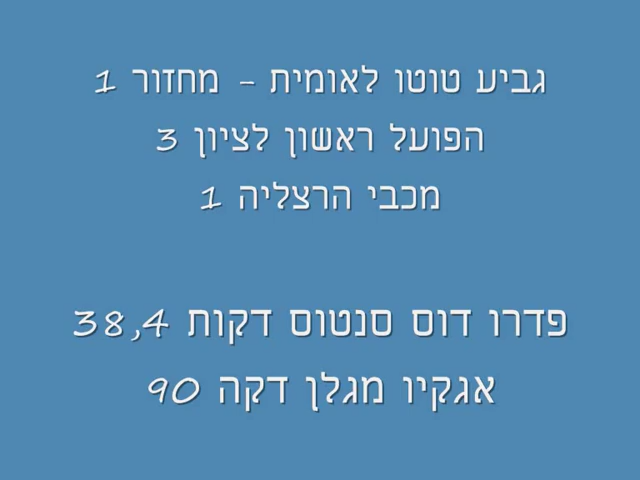 גביע טוטו לאומית - מחזור 1
הפועל ראשון לציון 3
מכבי הרצליה 1
פדרו דוס סנטוס דקות 38,4
אגקיו מגלן דקה 90